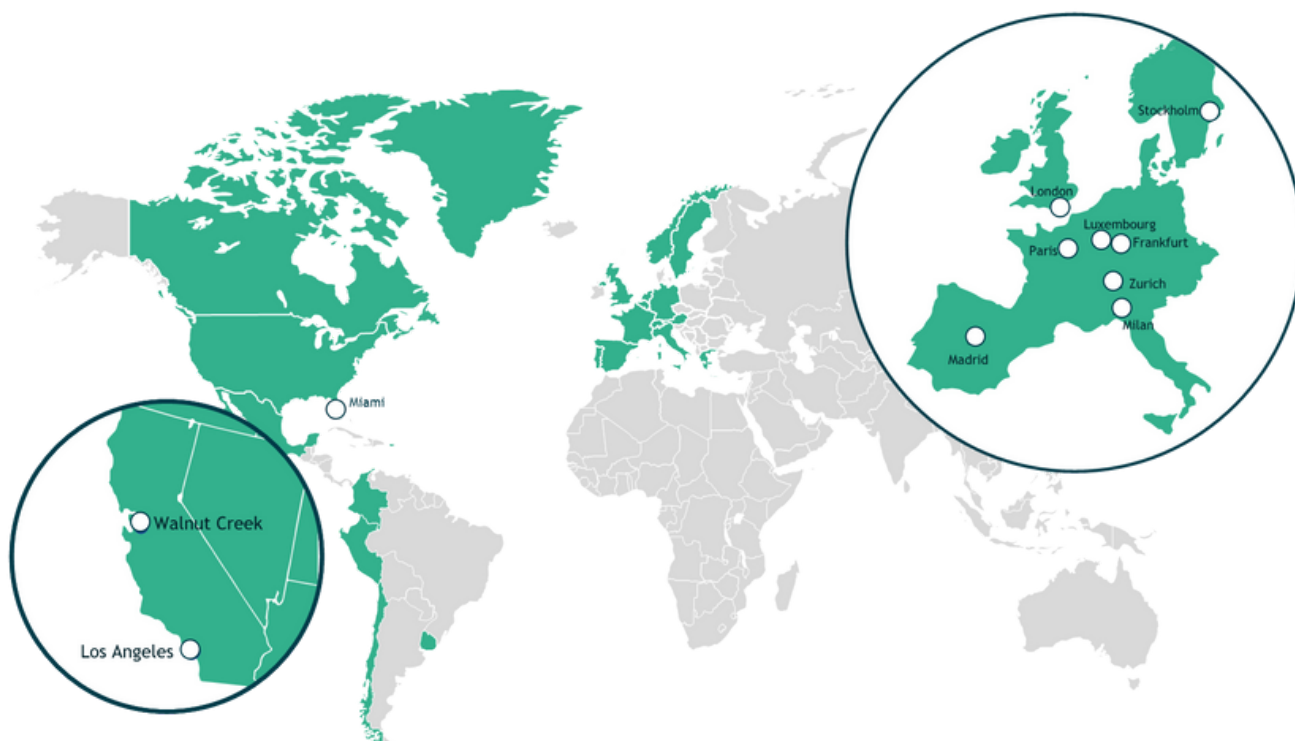 Stockholm
London
Luxembourg
Paris
Frankfurt
Zurich
Milan
Madrid
Miami
Walnut Creek
Los Angeles